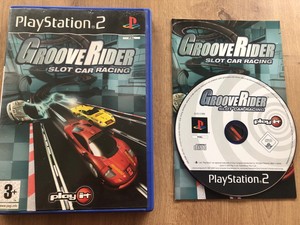 PlayStation 2
GROOVERIDER
SLOT CAR RACING
3+
play it
GROOVERIDER
SLOT CAR RACING
GROOVERIDER
SLOT CAR RACING
play it
PlayStation 2